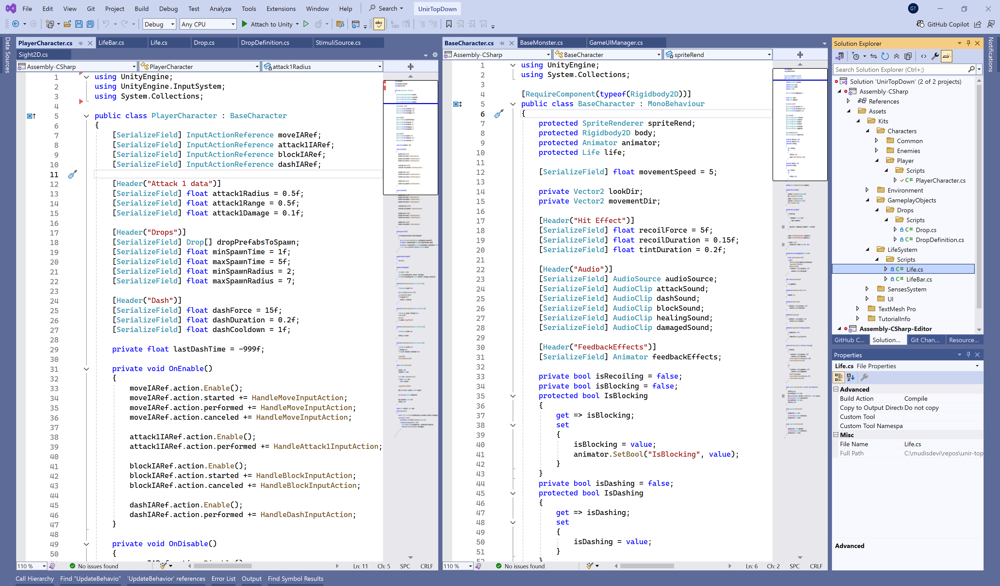 File Edit View Git Project Build Debug Test Analyze Tools Extensions Window Help Search UnirTopDown GT
Debug Any CPU Attach to Unity abc GitHub Copilot
Data Sources
PlayerCharacter.cs LifeBar.cs Life.cs Drop.cs DropDefinition.cs StimuliSource.cs
Sight2D.cs
Assembly-CSharp PlayerCharacter attack1Radius
1 using UnityEngine;
2 using UnityEngine.InputSystem;
3 using System.Collections;
4
5 public class PlayerCharacter : BaseCharacter
6 {
7 [SerializeField] InputActionReference moveIARef;
8 [SerializeField] InputActionReference attack1IARef;
9 [SerializeField] InputActionReference blockIARef;
10 [SerializeField] InputActionReference dashIARef;
11
12 [Header("Attack 1 data")]
13 [SerializeField] float attack1Radius = 0.5f;
14 [SerializeField] float attack1Range = 0.5f;
15 [SerializeField] float attack1Damage = 0.1f;
16
17 [Header("Drops")]
18 [SerializeField] Drop[] dropPrefabsToSpawn;
19 [SerializeField] float minSpawnTime = 1f;
20 [SerializeField] float maxSpawnTime = 5f;
21 [SerializeField] float minSpawnRadius = 2;
22 [SerializeField] float maxSpawnRadius = 7;
23
24 [Header("Dash")]
25 [SerializeField] float dashForce = 15f;
26 [SerializeField] float dashDuration = 0.2f;
27 [SerializeField] float dashCooldown = 1f;
28
29 private float lastDashTime = -999f;
30
31 private void OnEnable()
32 {
33 moveIARef.action.Enable();
34 moveIARef.action.started += HandleMoveInputAction;
35 moveIARef.action.performed += HandleMoveInputAction;
36 moveIARef.action.canceled += HandleMoveInputAction;
37
38 attack1IARef.action.Enable();
39 attack1IARef.action.performed += HandleAttack1InputAction;
40
41 blockIARef.action.Enable();
42 blockIARef.action.started += HandleBlockInputAction;
43 blockIARef.action.canceled += HandleBlockInputAction;
44
45 dashIARef.action.Enable();
46 dashIARef.action.performed += HandleDashInputAction;
47 }
48
49 private void OnDisable()
50 {
110 % No issues found Ln: 11 Ch: 5 SPC CRLF
BaseCharacter.cs BaseMonster.cs GameUIManager.cs
Assembly-CSharp BaseCharacter spriteRend
1 using UnityEngine;
2 using System.Collections;
3
4 [RequireComponent(typeof(Rigidbody2D))]
5 public class BaseCharacter : MonoBehaviour
6 {
7 protected SpriteRenderer spriteRend;
8 protected Rigidbody2D body;
9 protected Animator animator;
10 protected Life life;
11
12 [SerializeField] float movementSpeed = 5;
13
14 private Vector2 lookDir;
15 private Vector2 movementDir;
16
17 [Header("Hit Effect")]
18 [SerializeField] float recoilForce = 5f;
19 [SerializeField] float recoilDuration = 0.15f;
20 [SerializeField] float tintDuration = 0.2f;
21
22 [Header("Audio")]
23 [SerializeField] AudioSource audioSource;
24 [SerializeField] AudioClip attackSound;
25 [SerializeField] AudioClip dashSound;
26 [SerializeField] AudioClip blockSound;
27 [SerializeField] AudioClip healingSound;
28 [SerializeField] AudioClip damagedSound;
29
30 [Header("FeedbackEffects")]
31 [SerializeField] Animator feedbackEffects;
32
33 private bool isRecoiling = false;
34 private bool isBlocking = false;
35 protected bool IsBlocking
36 {
37 get => isBlocking;
38 set
39 {
40 isBlocking = value;
41 animator.SetBool("IsBlocking", value);
42 }
43 }
44 private bool isDashing = false;
45 protected bool IsDashing
46 {
47 get => isDashing;
48 set
49 {
50 isDashing = value;
51 }
52 }
110 % No issues found Ln: 6 Ch: 2 SPC CRLF
Solution Explorer
Search Solution Explorer (Ctrl+;)
Solution 'UnirTopDown' (2 of 2 projects)
Assembly-CSharp
References
Assets
Kits
Characters
Common
Enemies
Player
Scripts
C# PlayerCharacter.cs
Environment
GameplayObjects
Drops
Scripts
C# Drop.cs
C# DropDefinition.cs
LifeSystem
Scripts
C# Life.cs
C# LifeBar.cs
SensesSystem
UI
TextMesh Pro
TutorialInfo
Assembly-CSharp-Editor
GitHub C... Solution... Git Chan... Resource...
Properties
Life.cs File Properties
Advanced
Build Action Compile
Copy to Output Directo Do not copy
Custom Tool
Custom Tool Namespa
Misc
File Name Life.cs
Full Path C:\mudisdevi\repos\unir-top
Advanced
Notifications
Call Hierarchy Find "UpdateBehavio" 'UpdateBehavior' references Error List Output Find Symbol Results